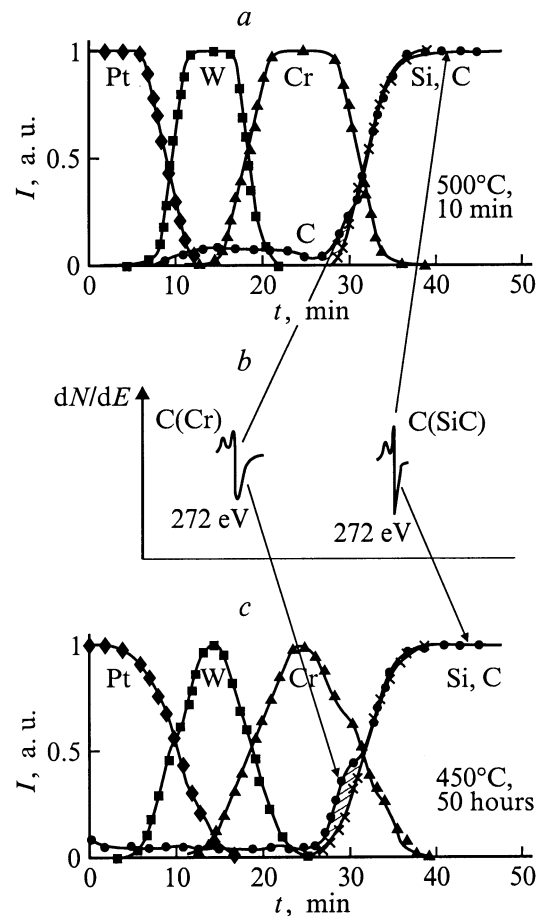 a
1
Pt W Cr Si, C
I, a. u.
0.5
500°C,
10 min
C
0
0 10 20 30 40 50
t, min
b
dN/dE
C(Cr) C(SiC)
272 eV 272 eV
c
1
Pt W Cr Si, C
I, a. u.
0.5
450°C,
50 hours
0
0 10 20 30 40 50
t, min